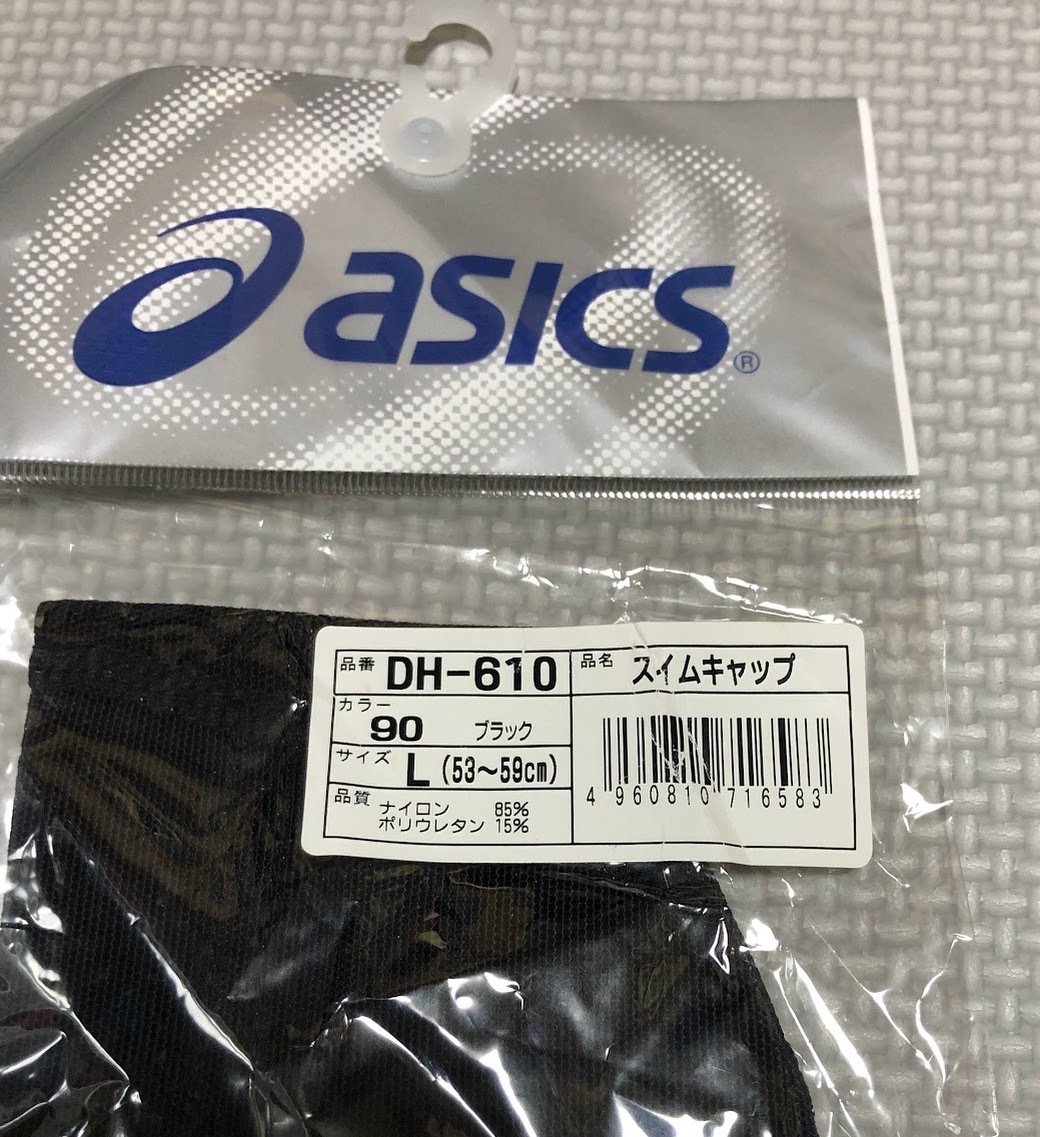 asics®
品番 DH-610
品名 スイムキャップ
カラー
90 ブラック
サイズ L (53～59cm)
品質 ナイロン 85%
ポリウレタン 15%
4 960810 716583